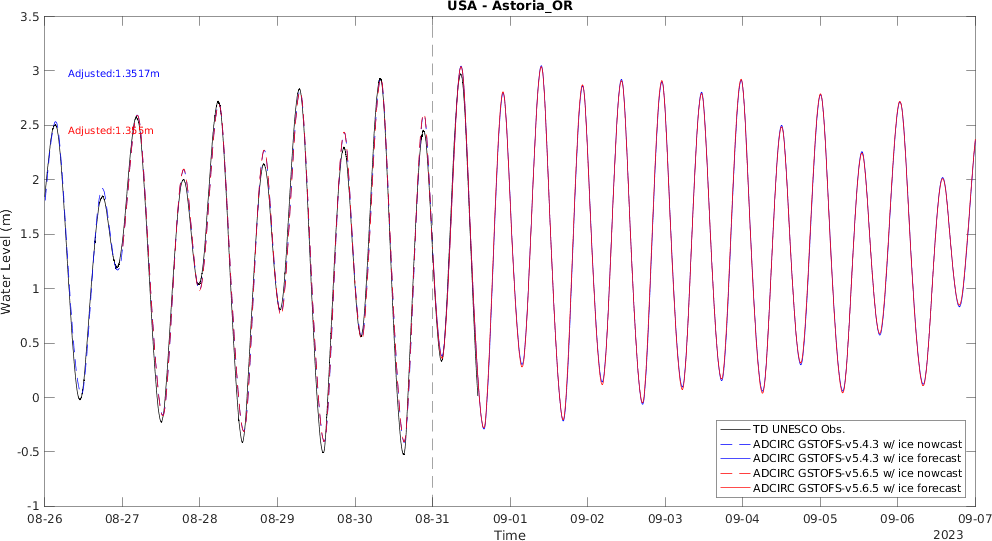 USA - Astoria_OR
3.5
3
2.5
2
1.5
1
0.5
0
-0.5
-1
Water Level (m)
Adjusted:1.3517m
Adjusted:1.355m
TD UNESCO Obs.
ADCIRC GSTOFS-v5.4.3 w/ ice nowcast
ADCIRC GSTOFS-v5.4.3 w/ ice forecast
ADCIRC GSTOFS-v5.6.5 w/ ice nowcast
ADCIRC GSTOFS-v5.6.5 w/ ice forecast
08-26 08-27 08-28 08-29 08-30 08-31 09-01 09-02 09-03 09-04 09-05 09-06 09-07
Time
2023